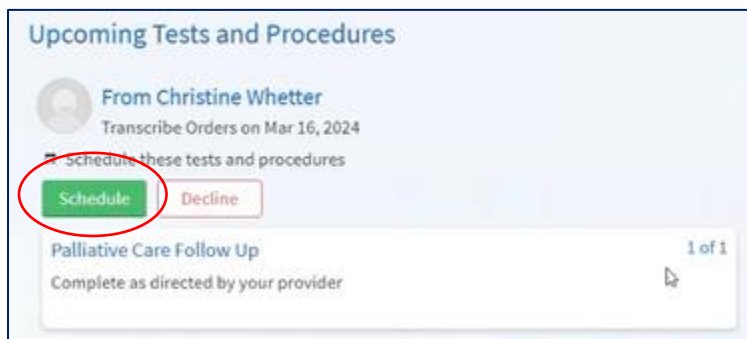 Upcoming Tests and Procedures
From Christine Whetter
Transcribe Orders on Mar 16, 2024
Schedule these tests and procedures
Schedule Decline
Palliative Care Follow Up 1 of 1
Complete as directed by your provider